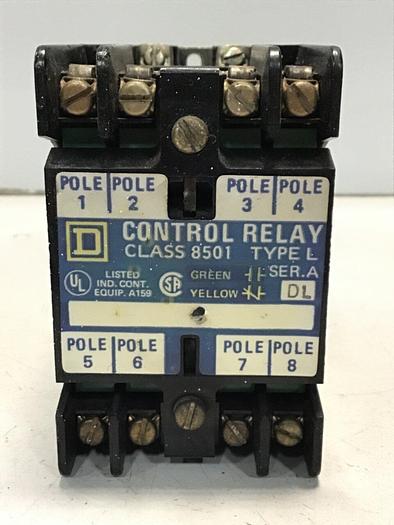 POLE 1
POLE 2
POLE 3
POLE 4
D
CONTROL RELAY
CLASS 8501 TYPE L
UL LISTED IND. CONT. EQUIP. A159
SA
GREEN
SER.A
YELLOW
DL
POLE 5
POLE 6
POLE 7
POLE 8